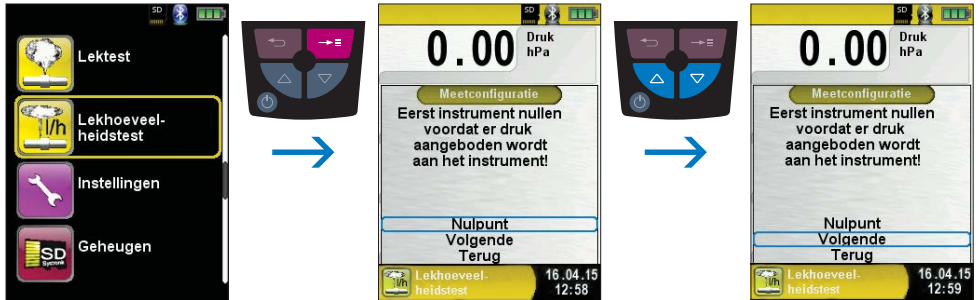 SD
Lektest
l/h
Lekhoeveel-
heidstest
Instellingen
SD
System
Geheugen
SD
0.00
Druk
hPa
Meetconfiguratie
Eerst instrument nullen
voordat er druk
aangeboden wordt
aan het instrument!
Nulpunt
Volgende
Terug
l/h
Lekhoeveel-
heidstest
16.04.15
12:58
SD
0.00
Druk
hPa
Meetconfiguratie
Eerst instrument nullen
voordat er druk
aangeboden wordt
aan het instrument!
Nulpunt
Volgende
Terug
l/h
Lekhoeveel-
heidstest
16.04.15
12:59